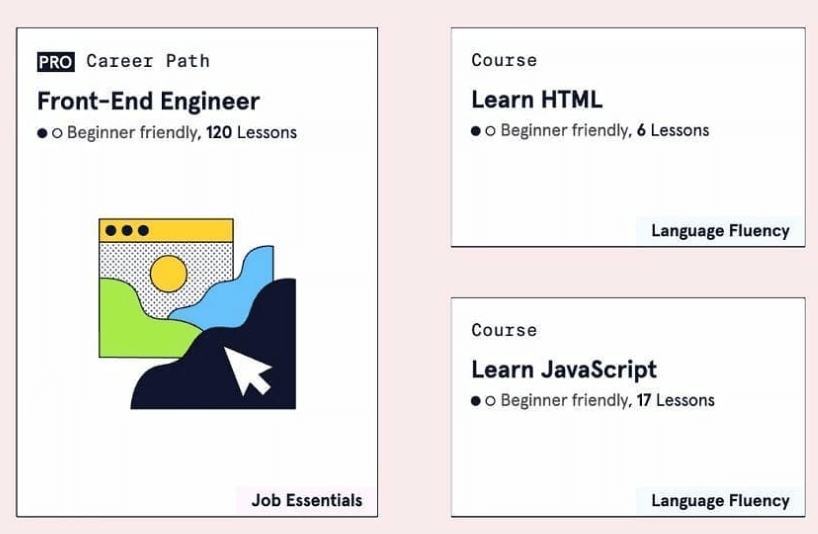 PRO Career Path
Front-End Engineer
Beginner friendly, 120 Lessons
Job Essentials
Course
Learn HTML
Beginner friendly, 6 Lessons
Language Fluency
Course
Learn JavaScript
Beginner friendly, 17 Lessons
Language Fluency